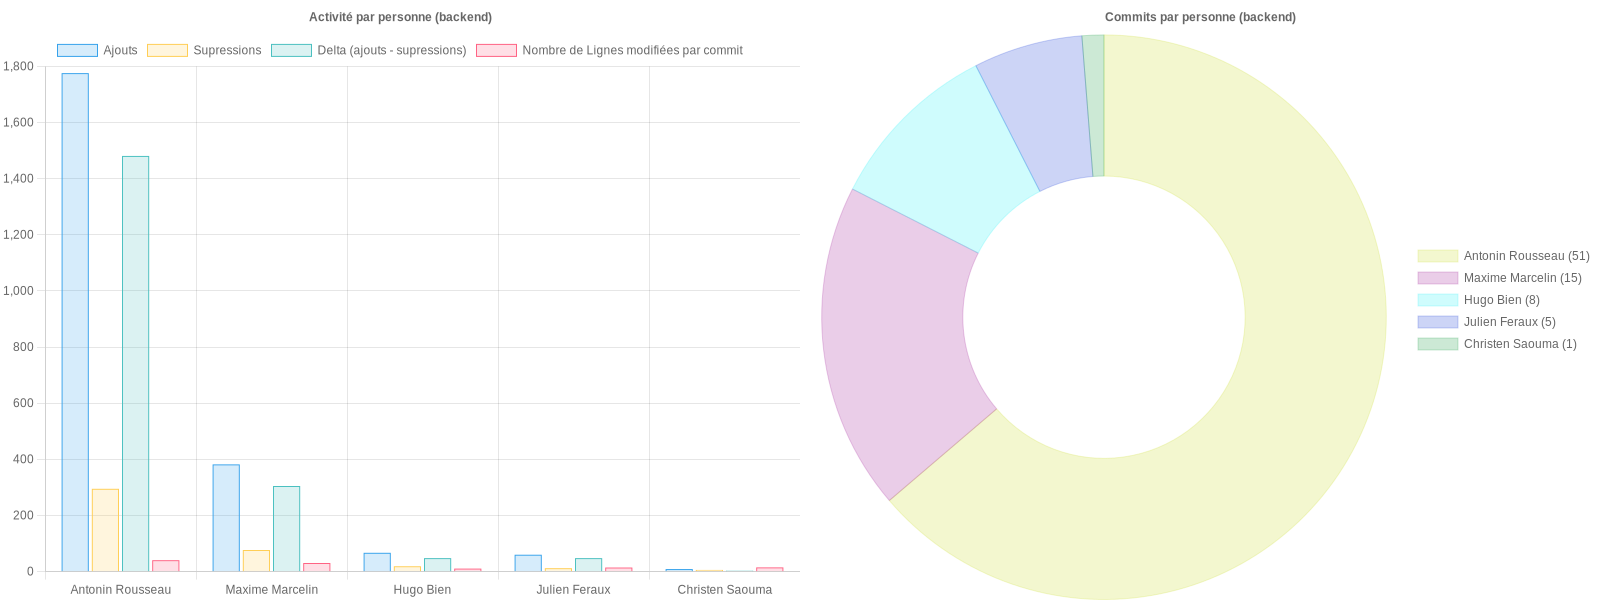 Activité par personne (backend)
Ajouts
Supressions
Delta (ajouts - supressions)
Nombre de Lignes modifiées par commit
1,800
1,600
1,400
1,200
1,000
800
600
400
200
0
Antonin Rousseau
Maxime Marcelin
Hugo Bien
Julien Feraux
Christen Saouma
Commits par personne (backend)
Antonin Rousseau (51)
Maxime Marcelin (15)
Hugo Bien (8)
Julien Feraux (5)
Christen Saouma (1)